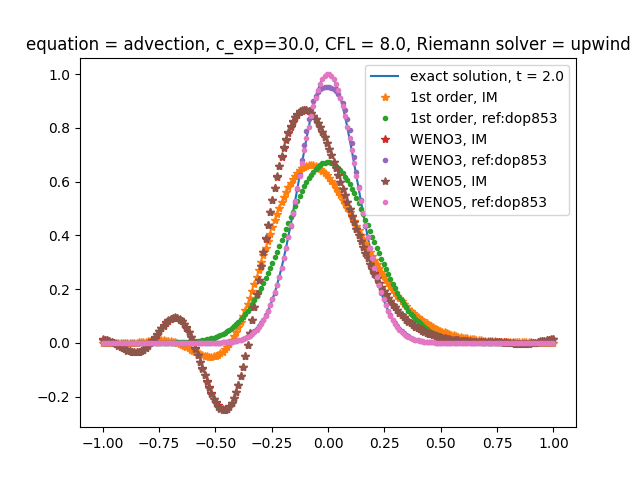 equation = advection, c_exp=30.0, CFL = 8.0, Riemann solver = upwind
exact solution, t = 2.0
1st order, IM
1st order, ref:dop853
WENO3, IM
WENO3, ref:dop853
WENO5, IM
WENO5, ref:dop853
1.0
0.8
0.6
0.4
0.2
0.0
−0.2
−1.00 −0.75 −0.50 −0.25 0.00 0.25 0.50 0.75 1.00